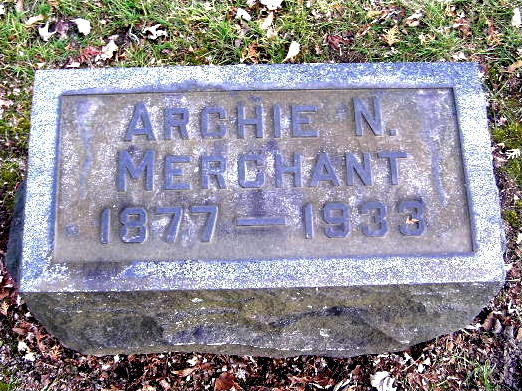 ARCHIE N.
MERCHANT
1877 — 1933